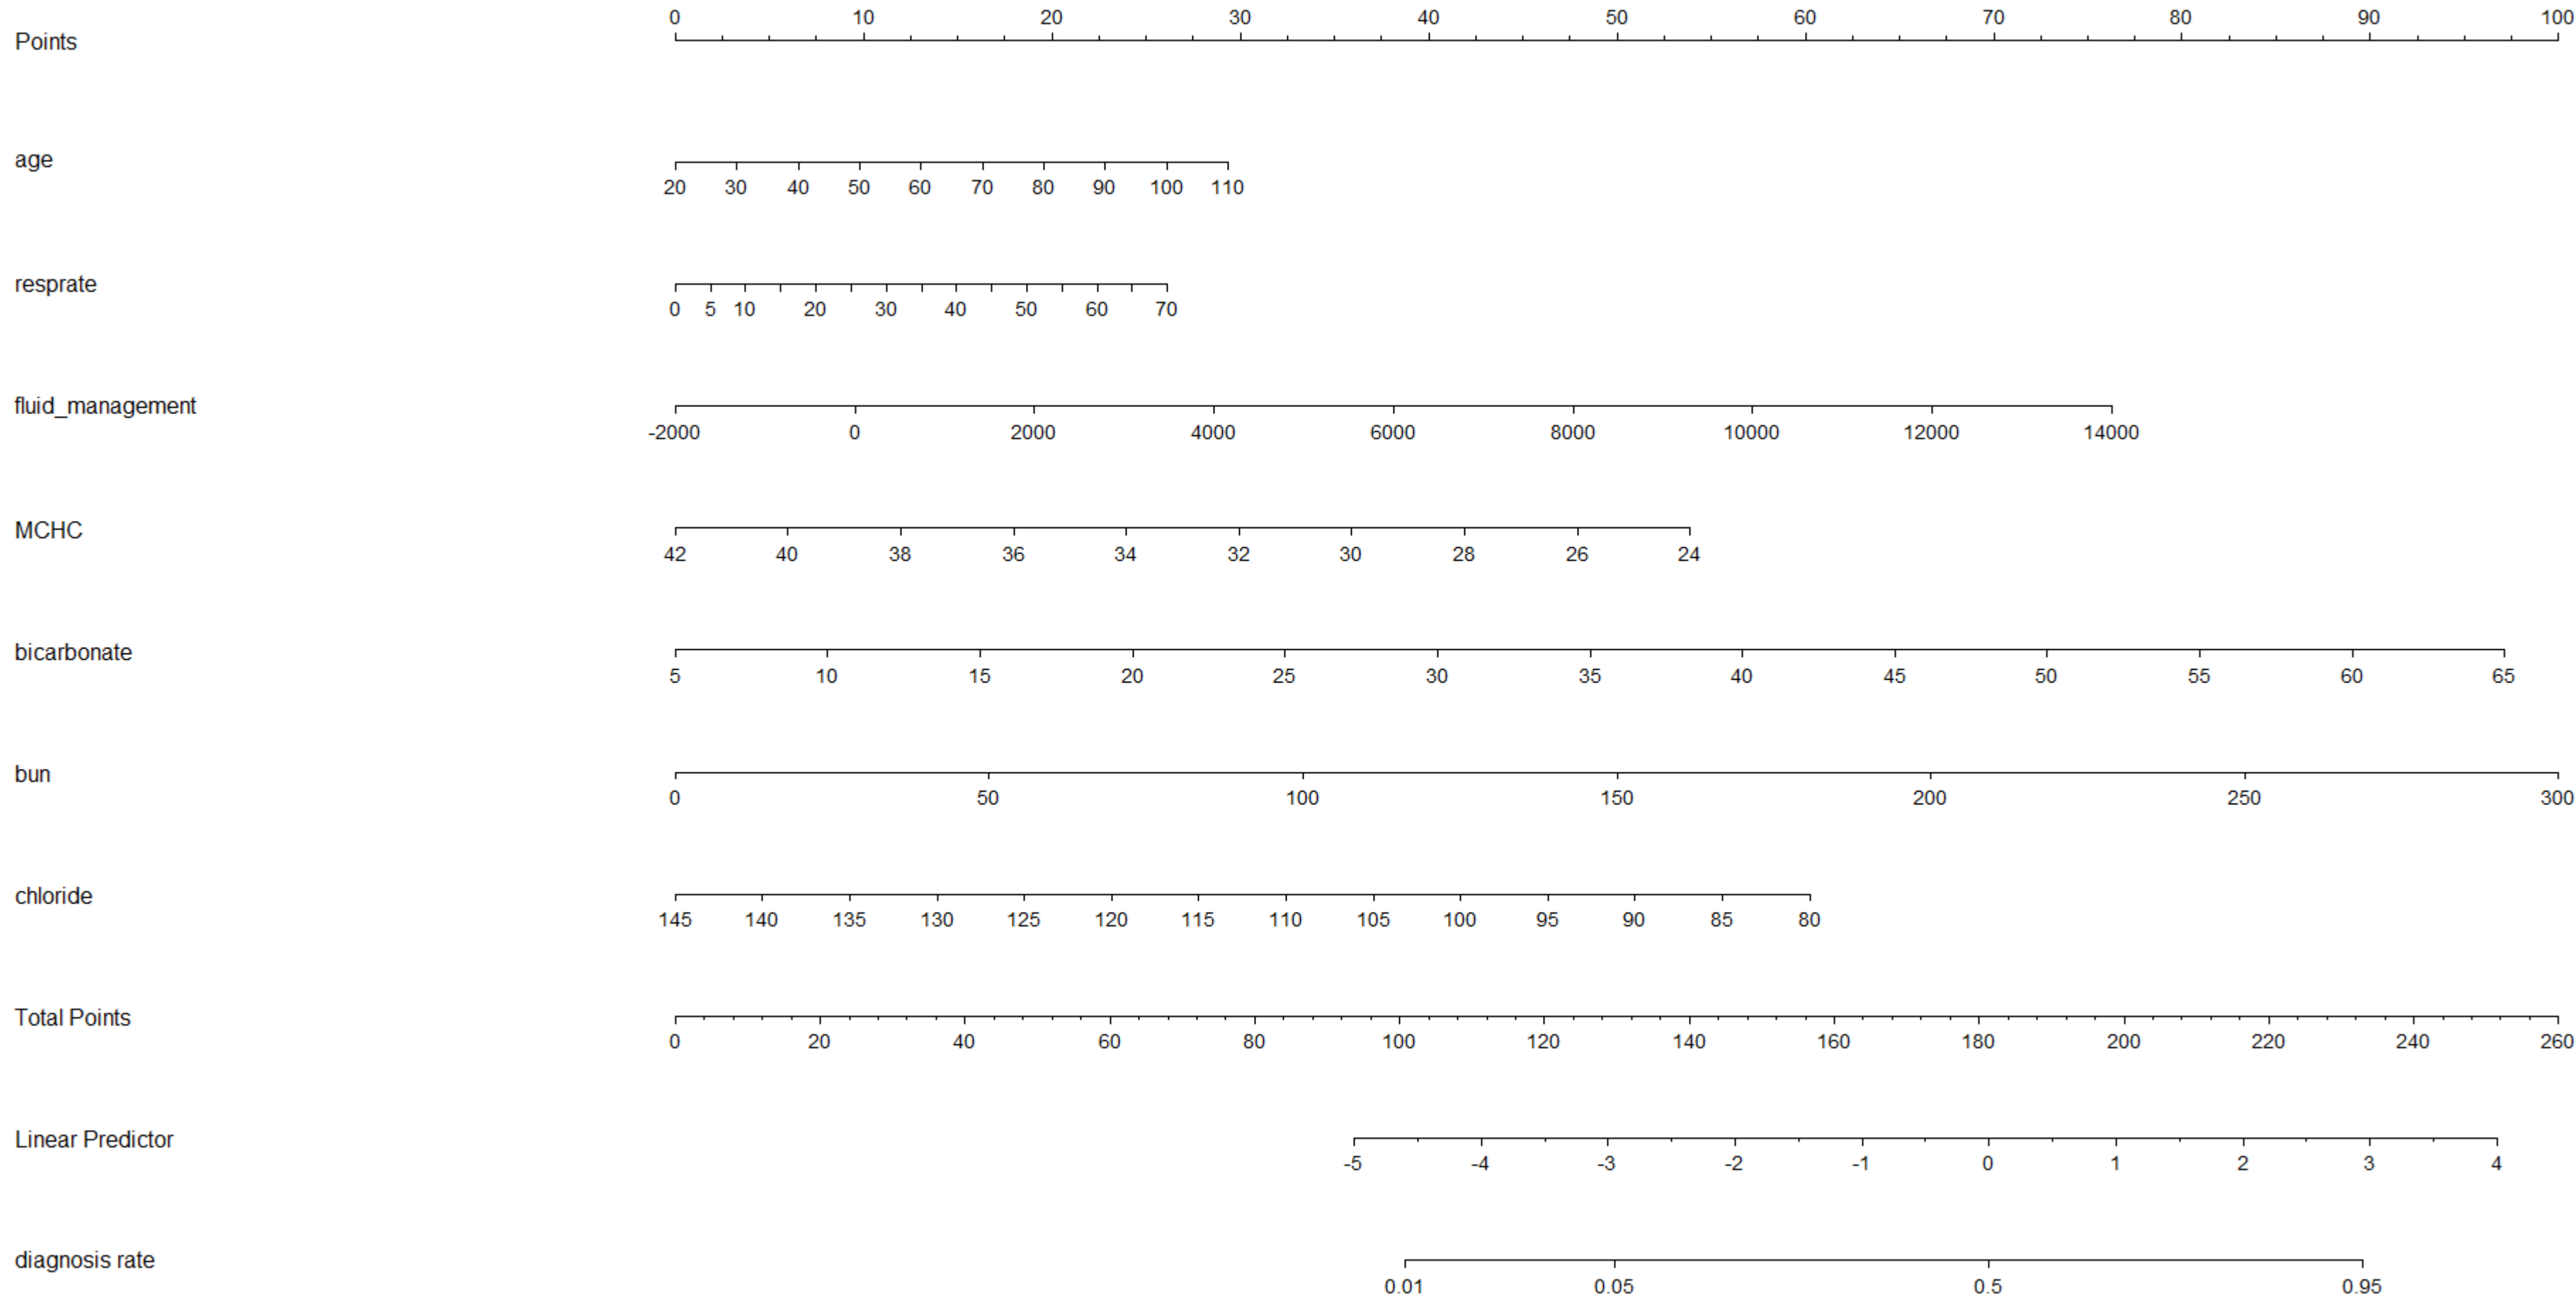 0 10 20 30 40 50 60 70 80 90 100
Points
age
20 30 40 50 60 70 80 90 100 110
resprate
0 5 10 20 30 40 50 60 70
fluid_management
-2000 0 2000 4000 6000 8000 10000 12000 14000
MCHC
42 40 38 36 34 32 30 28 26 24
bicarbonate
5 10 15 20 25 30 35 40 45 50 55 60 65
bun
0 50 100 150 200 250 300
chloride
145 140 135 130 125 120 115 110 105 100 95 90 85 80
Total Points
0 20 40 60 80 100 120 140 160 180 200 220 240 260
Linear Predictor
-5 -4 -3 -2 -1 0 1 2 3 4
diagnosis rate
0.01 0.05 0.5 0.95